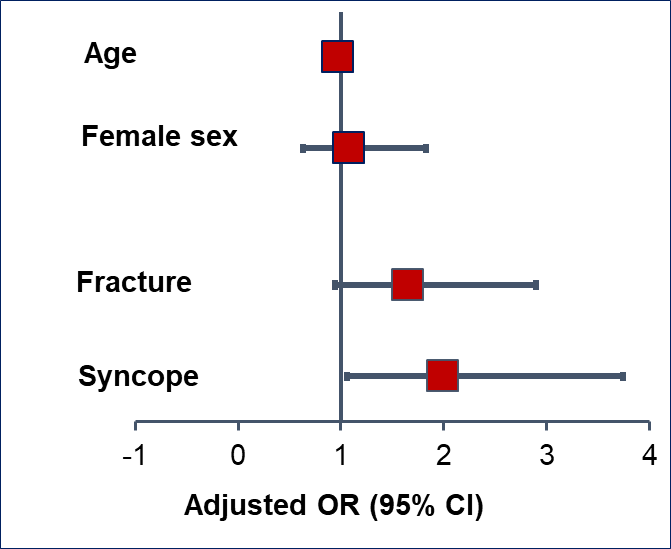 Age
Female sex
Fracture
Syncope
-1 0 1 2 3 4
Adjusted OR (95% CI)